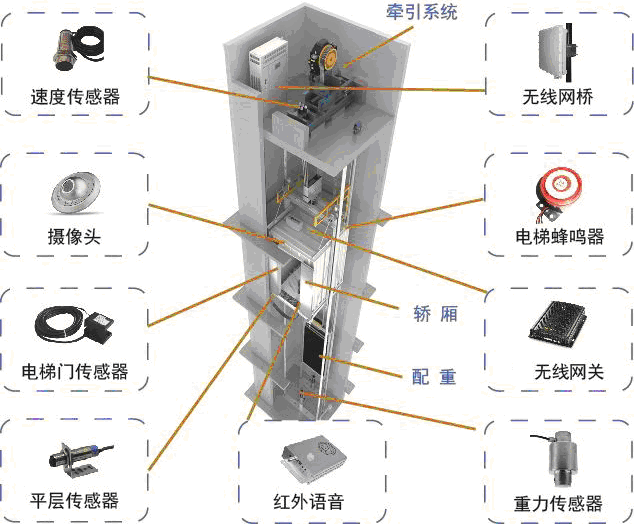 牵引系统
速度传感器
无线网桥
摄像头
电梯蜂鸣器
轿厢
电梯门传感器
无线网关
配重
平层传感器
红外语音
重力传感器